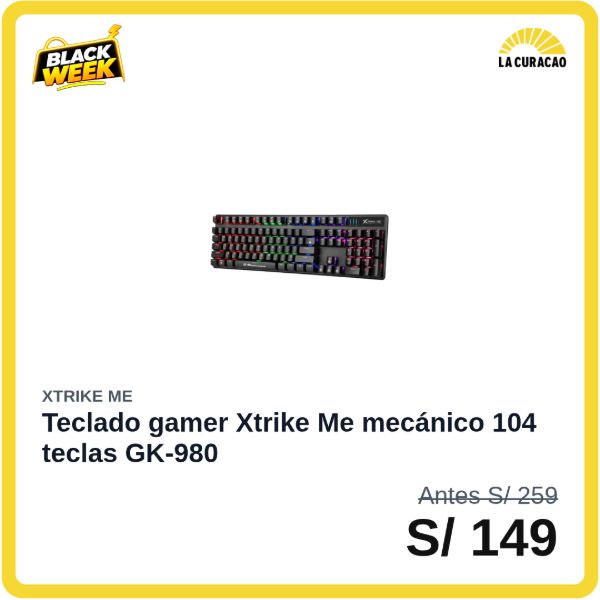 BLACK
WEEK
LA CURACAO
XTRIKE ME
Teclado gamer Xtrike Me mecánico 104
teclas GK-980
Antes S/ 259
S/ 149